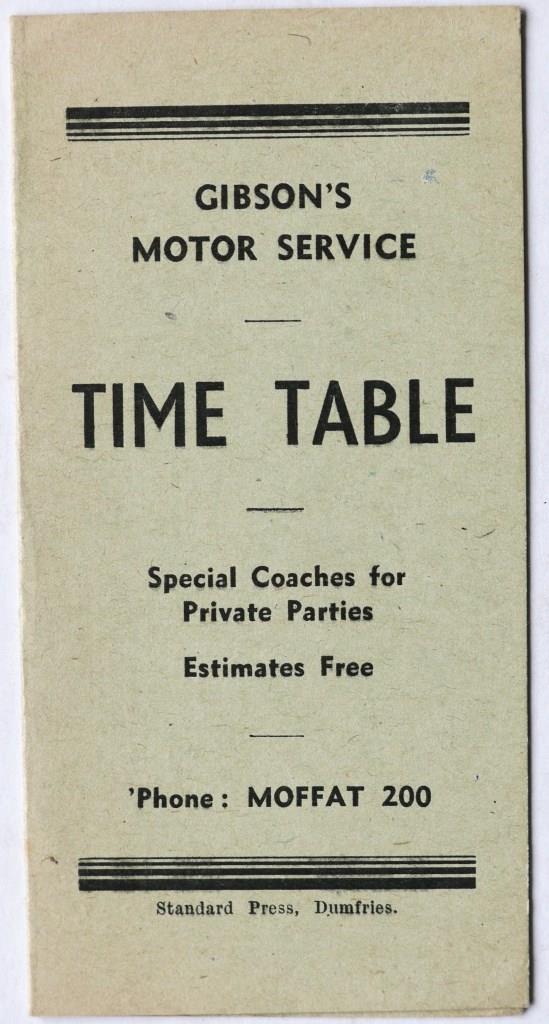 GIBSON'S
MOTOR SERVICE
TIME TABLE
Special Coaches for
Private Parties
Estimates Free
'Phone: MOFFAT 200
Standard Press, Dumfries.